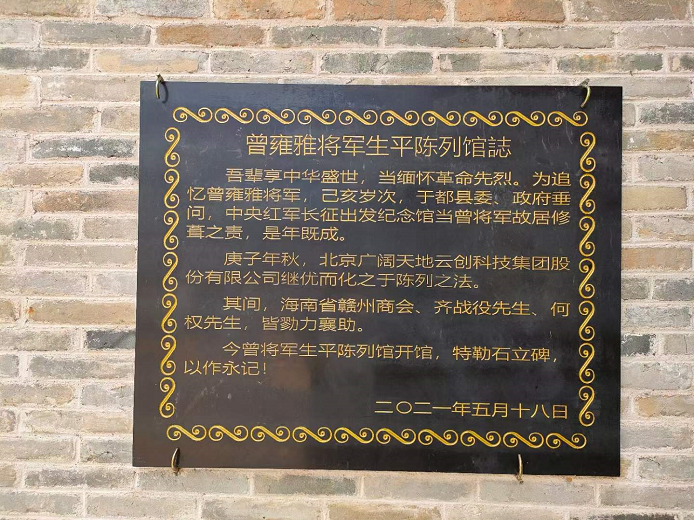 曾雍雅将军生平陈列馆誌
吾辈享中华盛世，当缅怀革命先烈。为追
忆曾雍雅将军，己亥岁次，于都县委、政府垂
问，中央红军长征出发纪念馆当曾将军故居修
葺之责，是年既成。
庚子年秋，北京广阔天地云创科技集团股
份有限公司继优而化之于陈列之法。
其间，海南省赣州商会、齐战役先生、何
权先生，皆勠力襄助。
今曾将军生平陈列馆开馆，特勒石立碑，
以作永记！
二〇二一年五月十八日